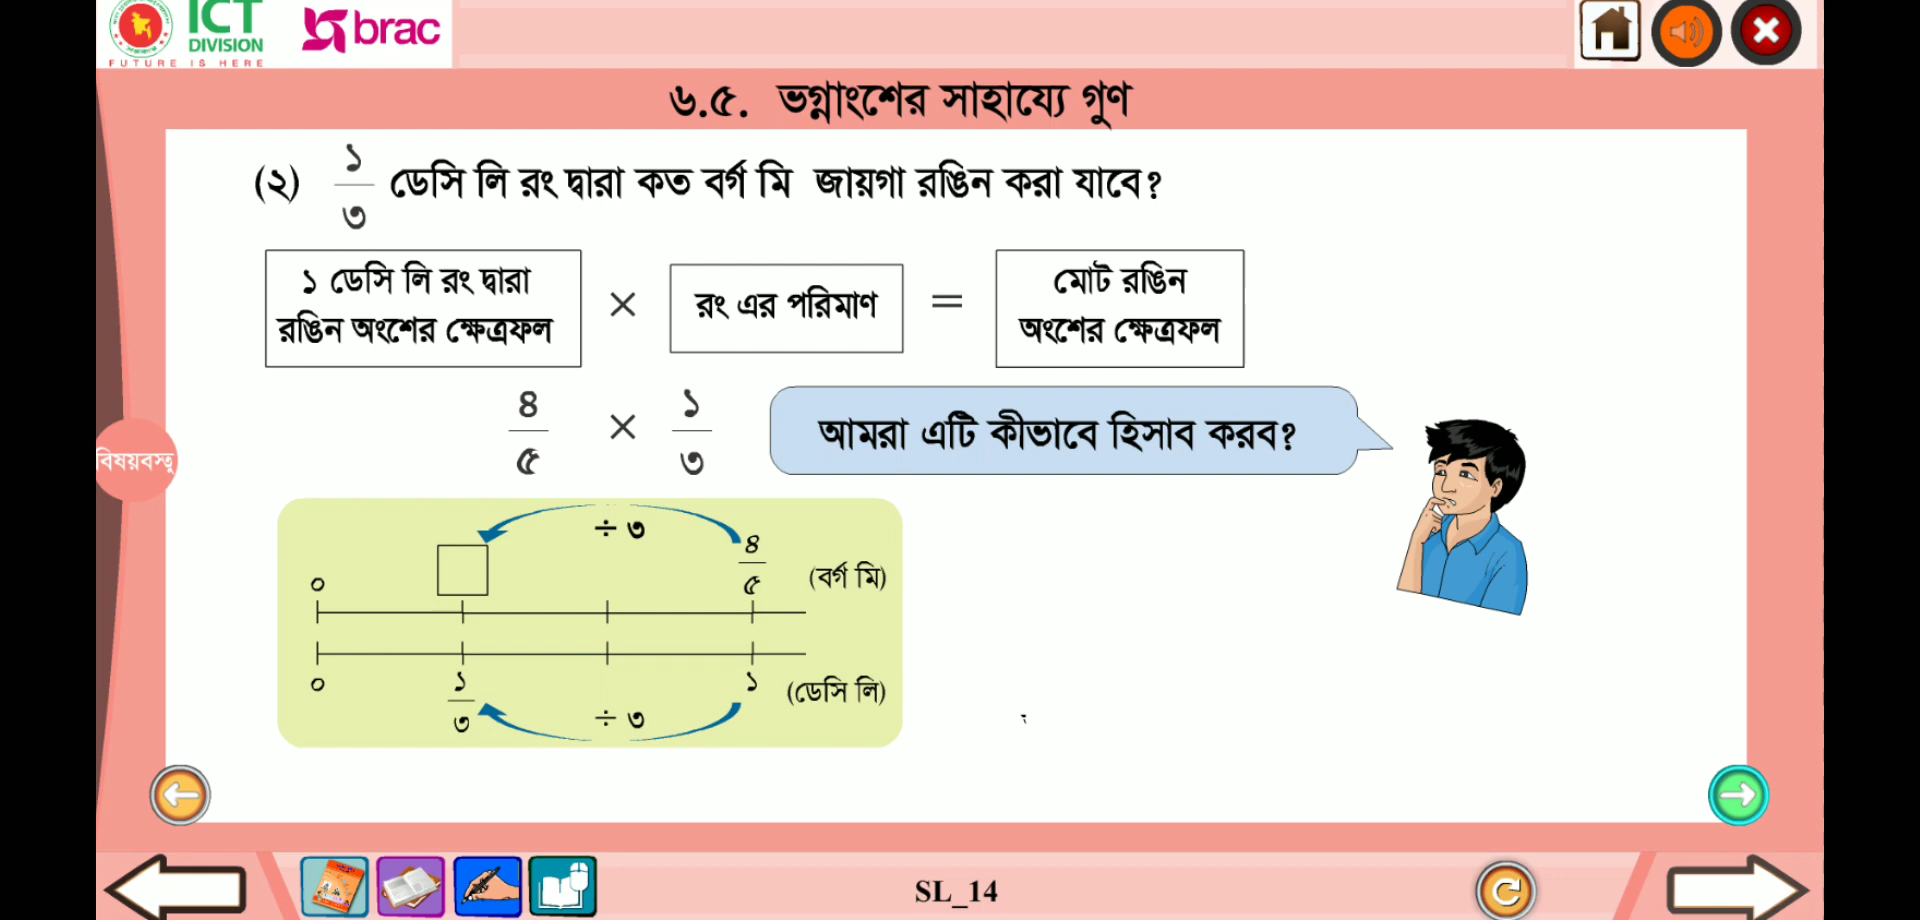 ICT
DIVISION
FUTURE IS HERE
brac
৬.৫. ভগ্নাংশের সাহায্যে গুণ
(২) ১/৩ ডেসি লি রং দ্বারা কত বর্গ মি জায়গা রঙিন করা যাবে?
১ ডেসি লি রং দ্বারা
রঙিন অংশের ক্ষেত্রফল
×
রং এর পরিমাণ
=
মোট রঙিন
অংশের ক্ষেত্রফল
৪/৫ × ১/৩
আমরা এটি কীভাবে হিসাব করব?
বিষয়বস্তু
÷ ৩
০ ৪/৫ (বর্গ মি)
০ ১/৩ ১ (ডেসি লি)
÷ ৩
SL_14